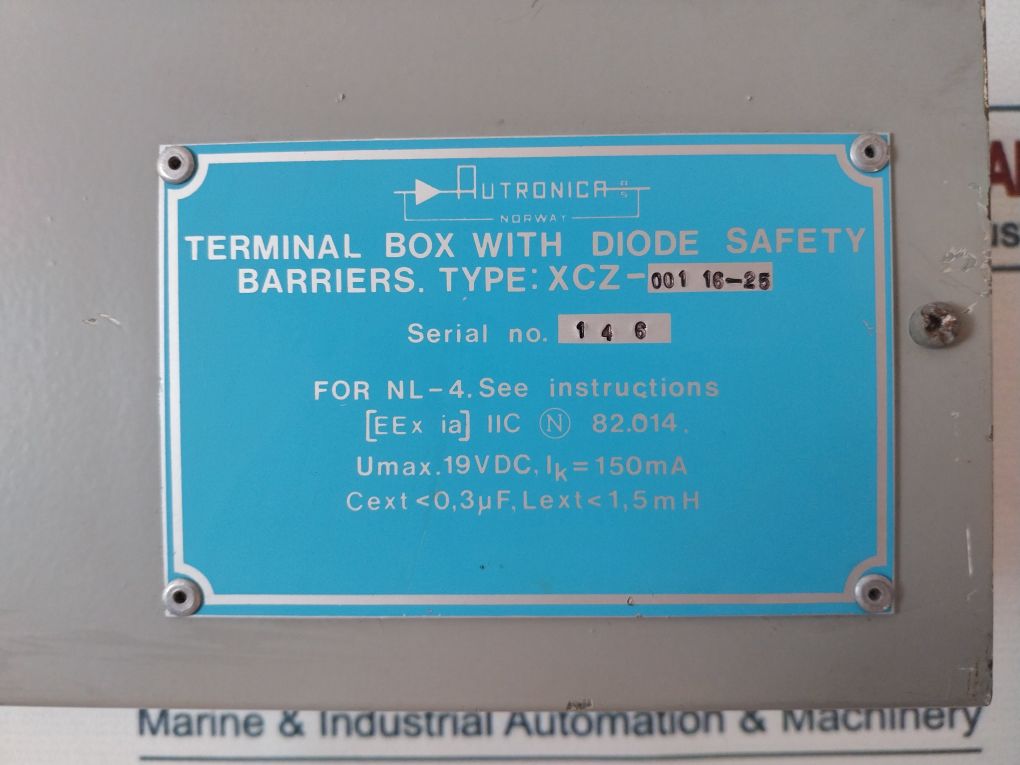 AUTRONICA A/S
NORWAY
TERMINAL BOX WITH DIODE SAFETY
BARRIERS. TYPE: XCZ-001 16-25
Serial no. 146
FOR NL-4. See instructions
[EEx ia] IIC Ⓝ 82.014.
Umax. 19VDC, Ik = 150mA
Cext < 0,3µF, Lext < 1,5mH
Marine & Industrial Automation & Machinery